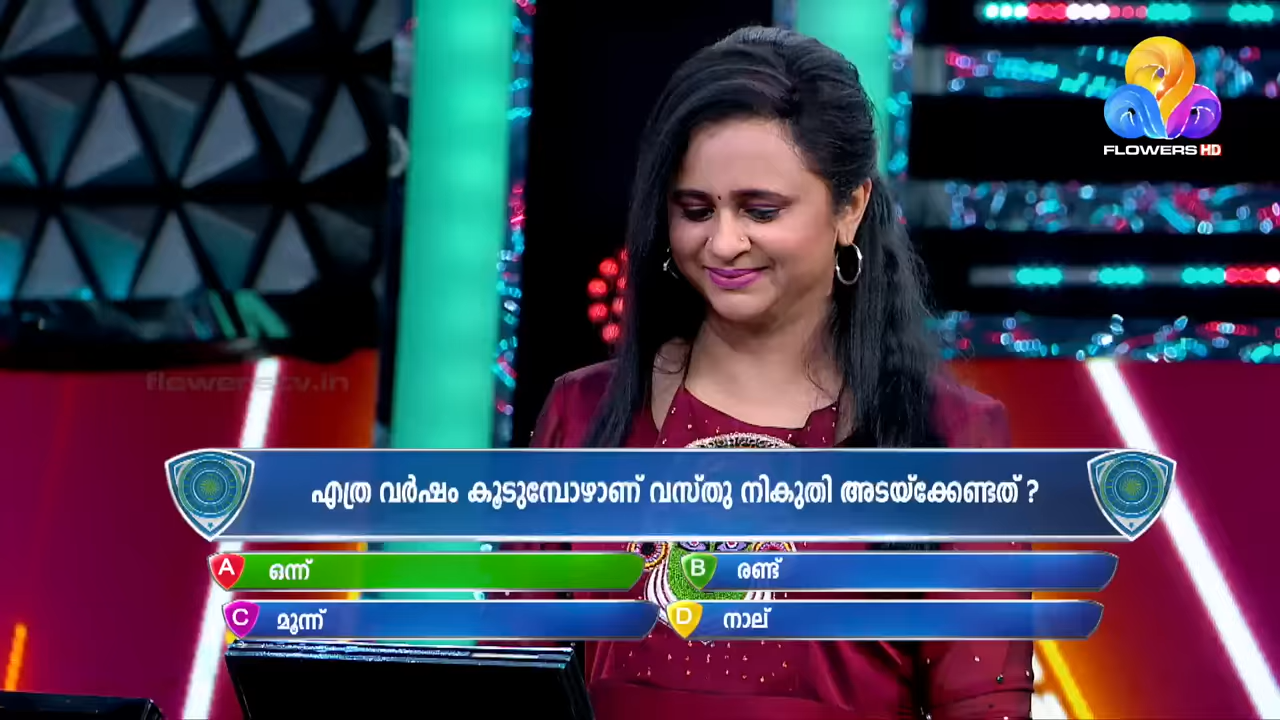 FLOWERS HD
flowerstv.in
എത്ര വർഷം കൂടുമ്പോഴാണ് വസ്തു നികുതി അടയ്ക്കേണ്ടത് ?
A ഒന്ന്
B രണ്ട്
C മൂന്ന്
D നാല്